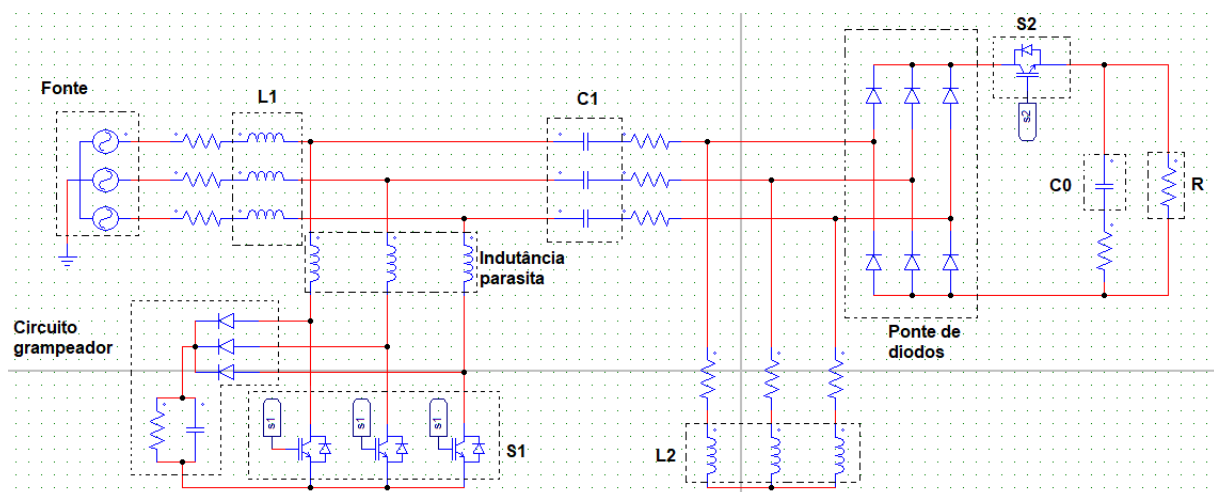 Fonte
L1
C1
S2
s2
C0
R
Indutância
parasita
Ponte de
diodos
Circuito
grampeador
s1
s1
s1
S1
L2